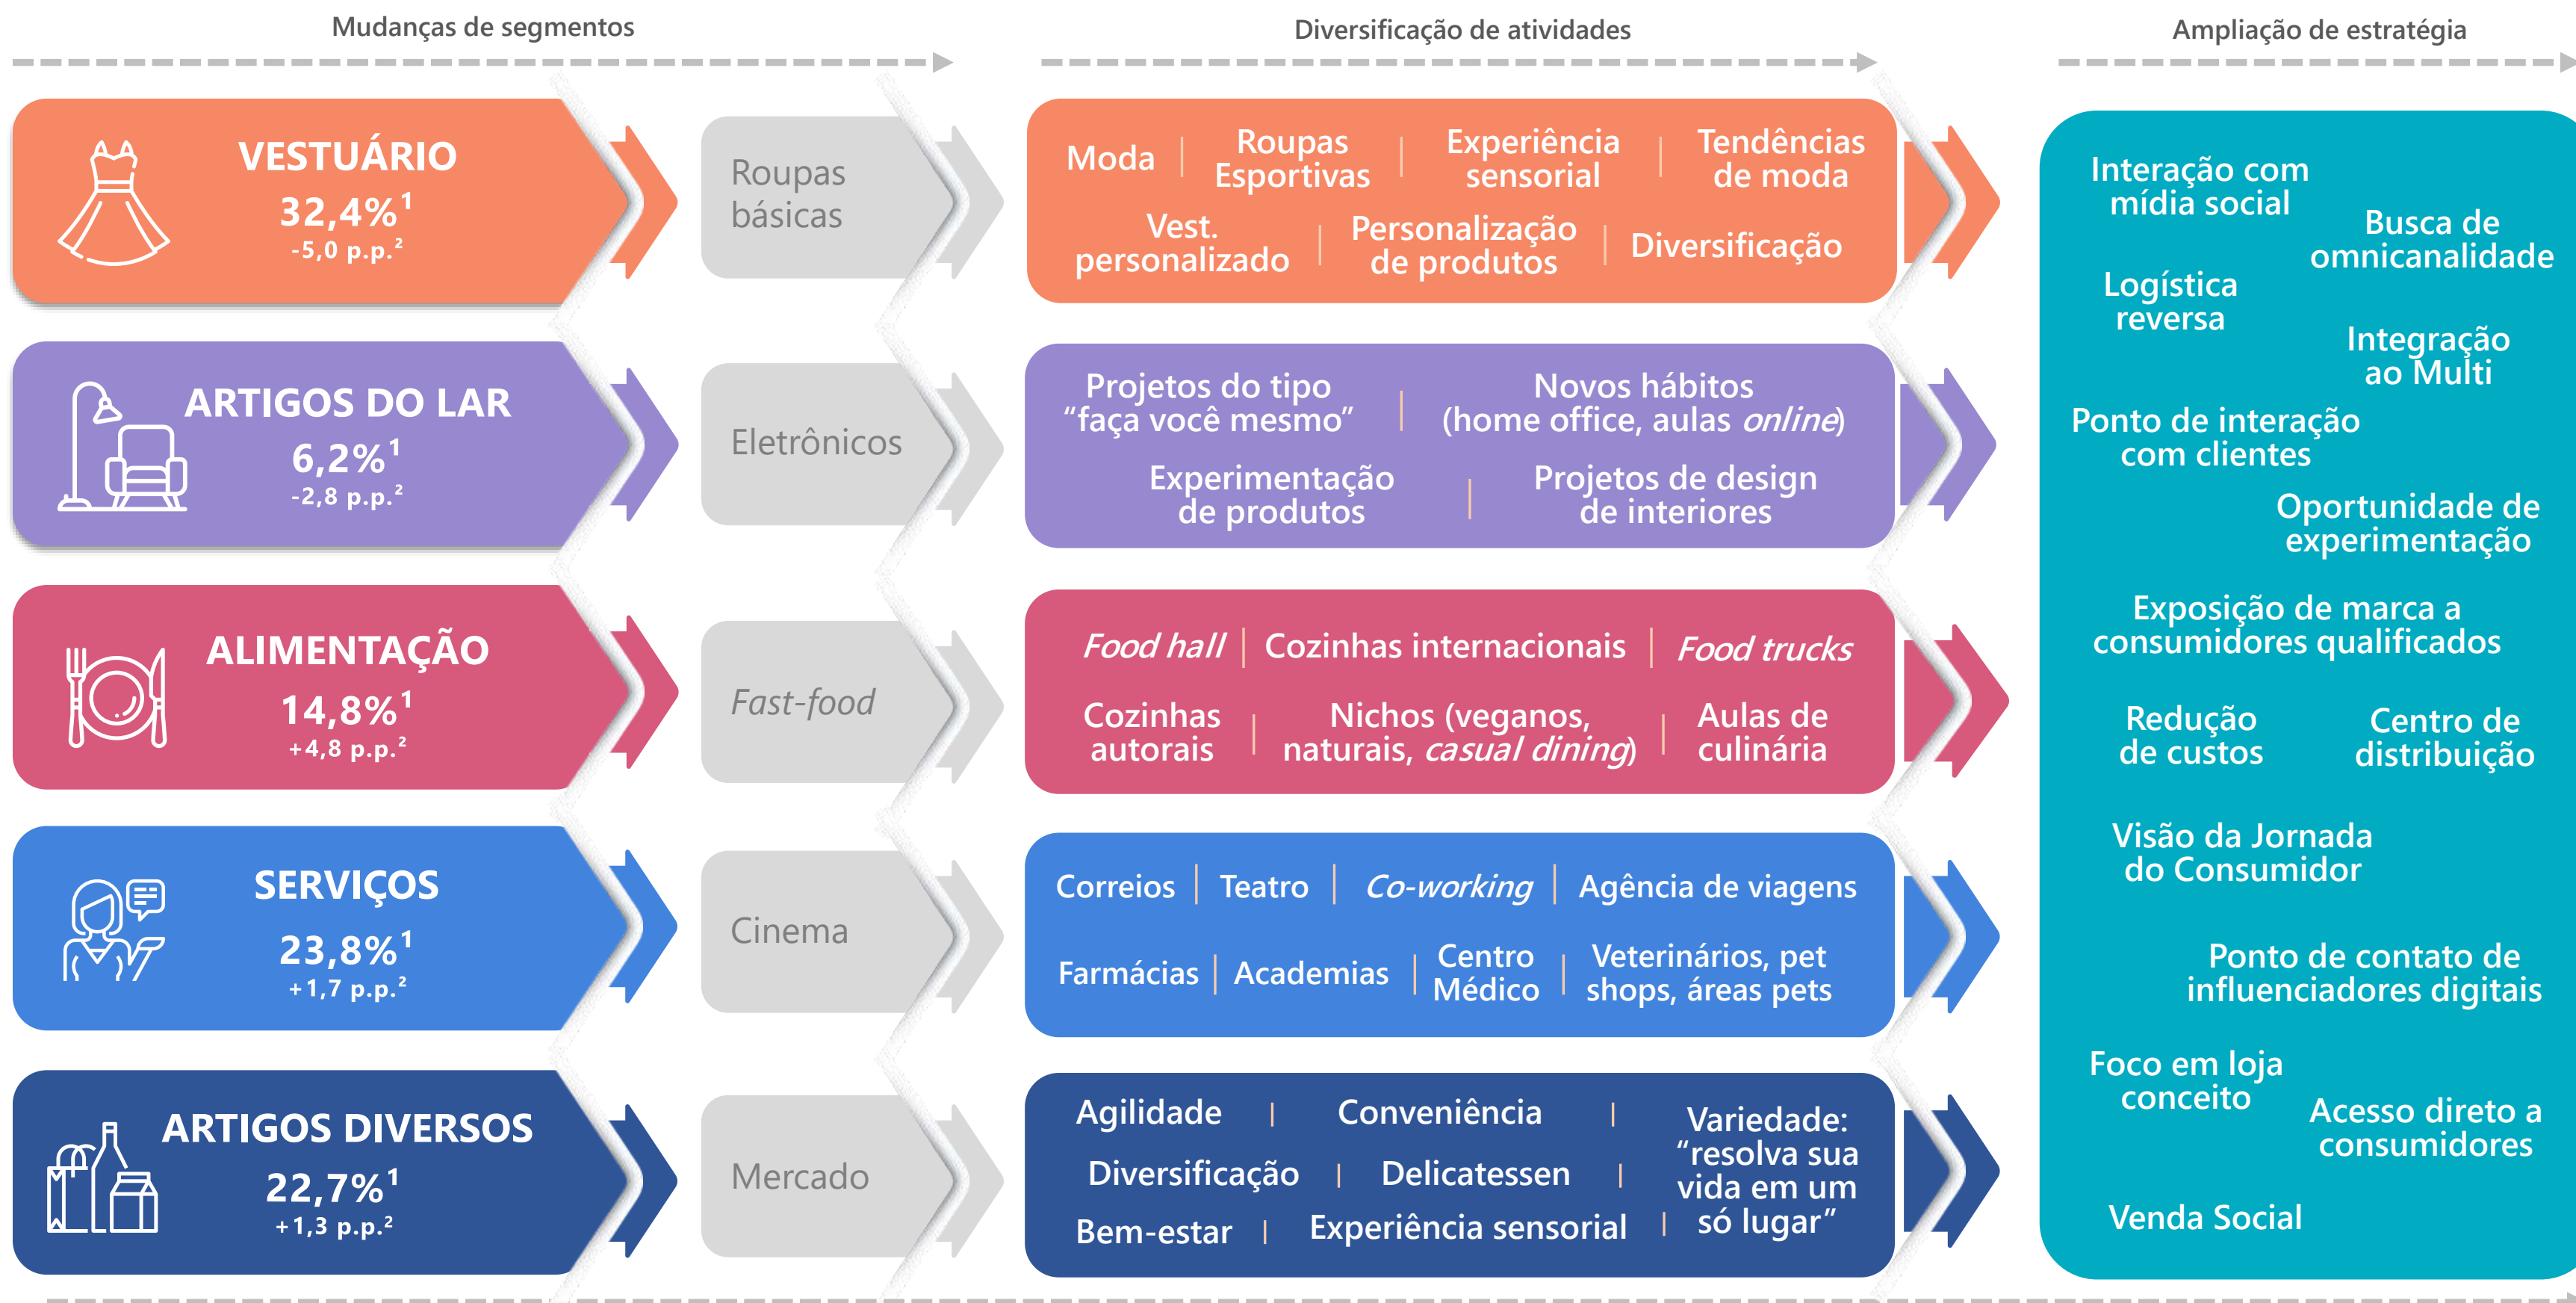 Mudanças de segmentos
Diversificação de atividades
Ampliação de estratégia
VESTUÁRIO
32,4%¹
-5,0 p.p.²
Roupas
básicas
Moda | Roupas Esportivas | Experiência sensorial | Tendências de moda
Vest. personalizado | Personalização de produtos | Diversificação
ARTIGOS DO LAR
6,2%¹
-2,8 p.p.²
Eletrônicos
Projetos do tipo “faça você mesmo” | Novos hábitos (home office, aulas online)
Experimentação de produtos | Projetos de design de interiores
ALIMENTAÇÃO
14,8%¹
+4,8 p.p.²
Fast-food
Food hall | Cozinhas internacionais | Food trucks
Cozinhas autorais | Nichos (veganos, naturais, casual dining) | Aulas de culinária
SERVIÇOS
23,8%¹
+1,7 p.p.²
Cinema
Correios | Teatro | Co-working | Agência de viagens
Farmácias | Academias | Centro Médico | Veterinários, pet shops, áreas pets
ARTIGOS DIVERSOS
22,7%¹
+1,3 p.p.²
Mercado
Agilidade | Conveniência |
Diversificação | Delicatessen |
Bem-estar | Experiência sensorial |
Variedade:
“resolva sua
vida em um
só lugar”
Interação com
mídia social
Busca de
omnicanalidade
Logística
reversa
Integração
ao Multi
Ponto de interação
com clientes
Oportunidade de
experimentação
Exposição de marca a
consumidores qualificados
Redução
de custos
Centro de
distribuição
Visão da Jornada
do Consumidor
Ponto de contato de
influenciadores digitais
Foco em loja
conceito
Acesso direto a
consumidores
Venda Social